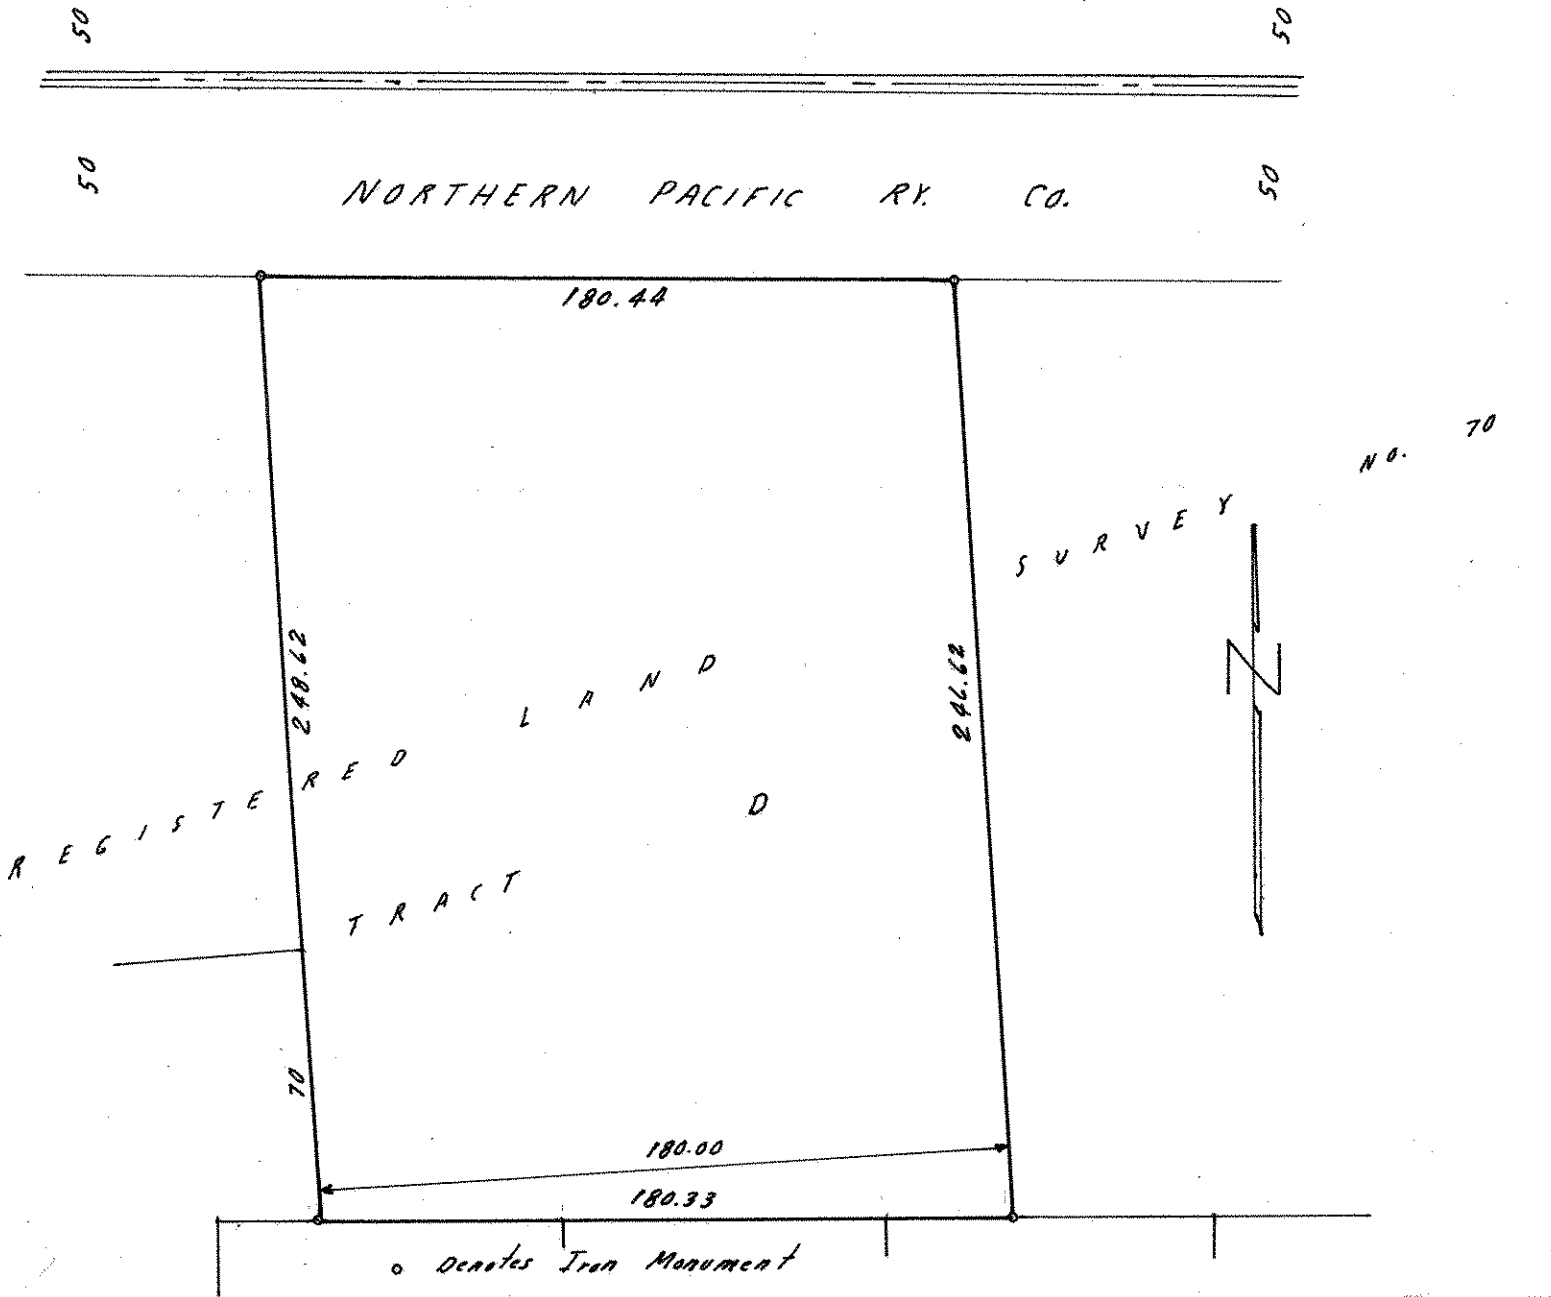 50 50
50 50
NORTHERN PACIFIC RY. CO.
180.44
REGISTERED LAND SURVEY NO. 70
248.62
246.62
TRACT D
N
70
180.00
180.33
o Denotes Iron Monument